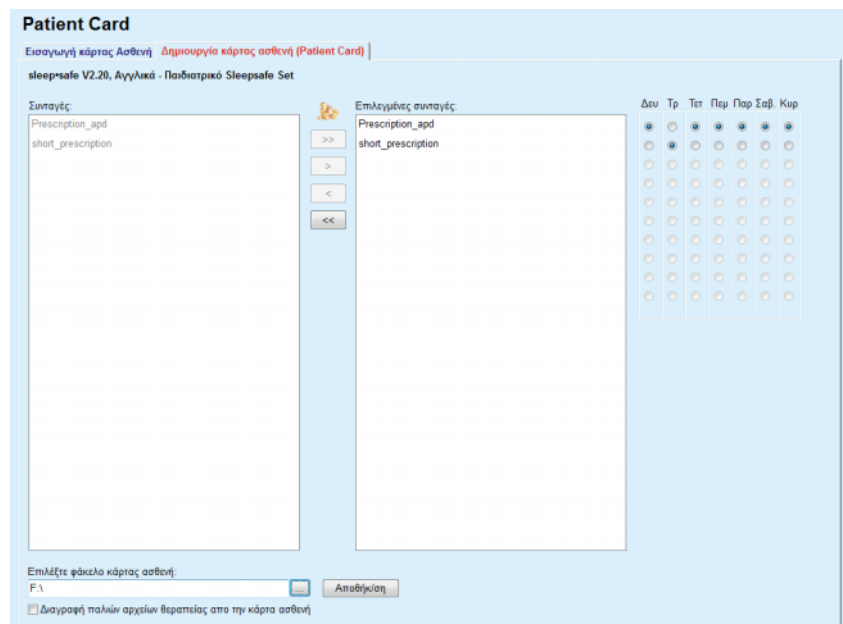 Patient Card
Εισαγωγή κάρτας Ασθενή Δημιουργία κάρτας ασθενή (Patient Card)
sleep•safe V2.20, Αγγλικά - Παιδιατρικό Sleepsafe Set
Συνταγές: Επιλεγμένες συνταγές: Δευ Τρ Τετ Πεμ Παρ Σαβ. Κυρ
Prescription_apd >> Prescription_apd
short_prescription short_prescription
>
<
<<
Επιλέξτε φάκελο κάρτας ασθενή:
F:\ ... Αποθήκ/ση
Διαγραφή παλιών αρχείων θεραπείας απο την κάρτα ασθενή